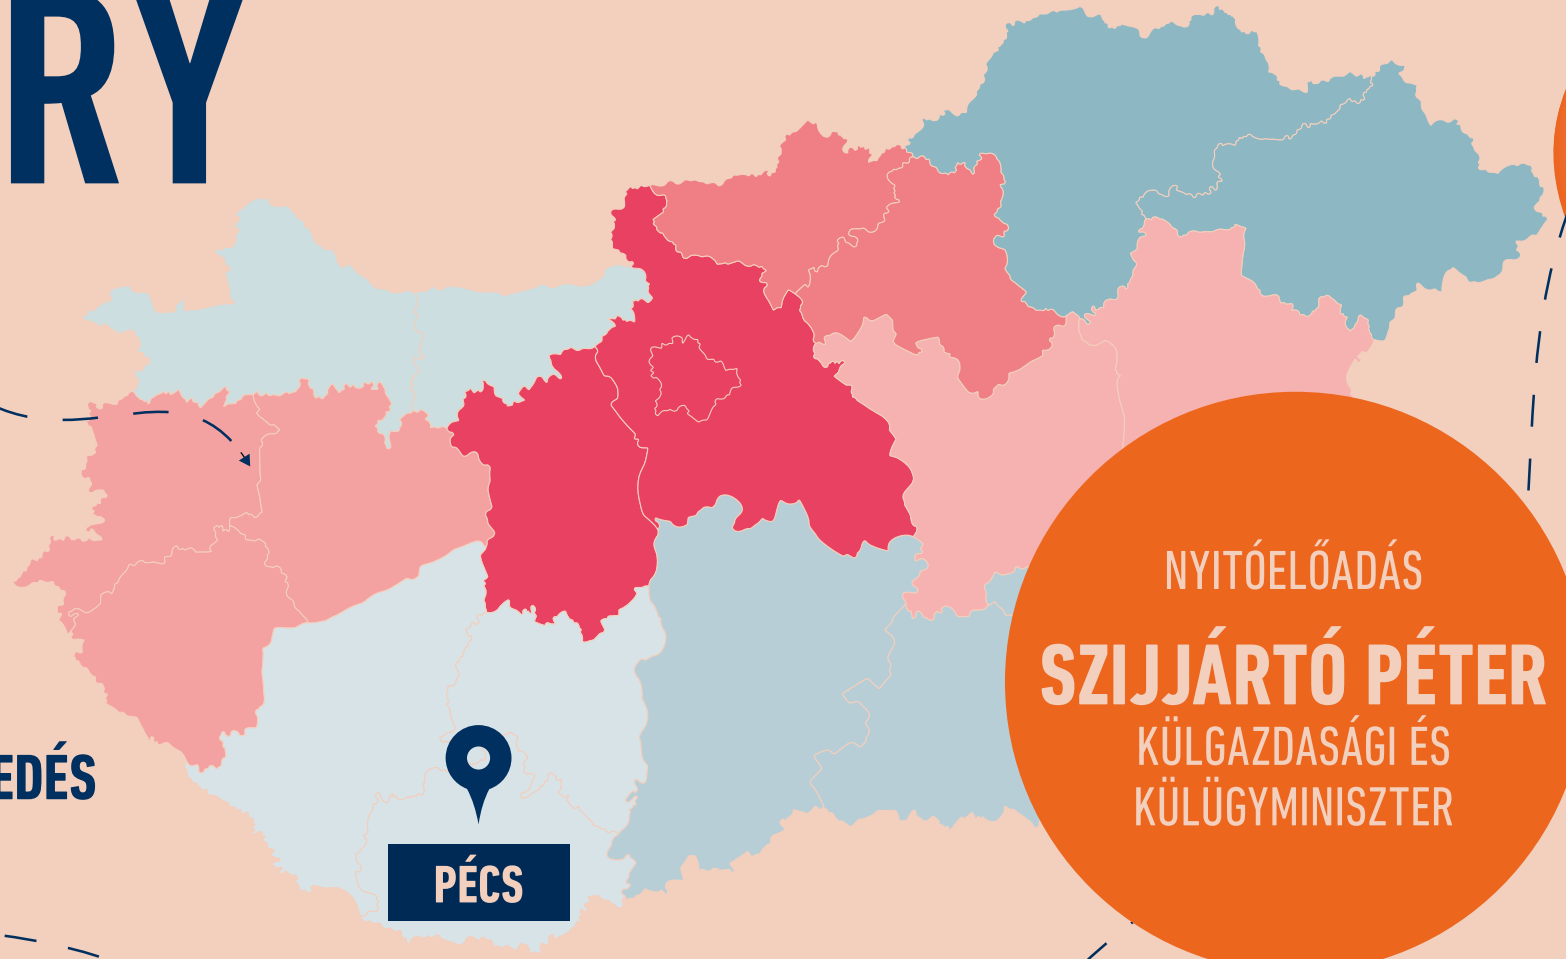 RY
NYITÓELŐADÁS
SZIJJÁRTÓ PÉTER
KÜLGAZDASÁGI ÉS
KÜLÜGYMINISZTER
EDÉS
PÉCS